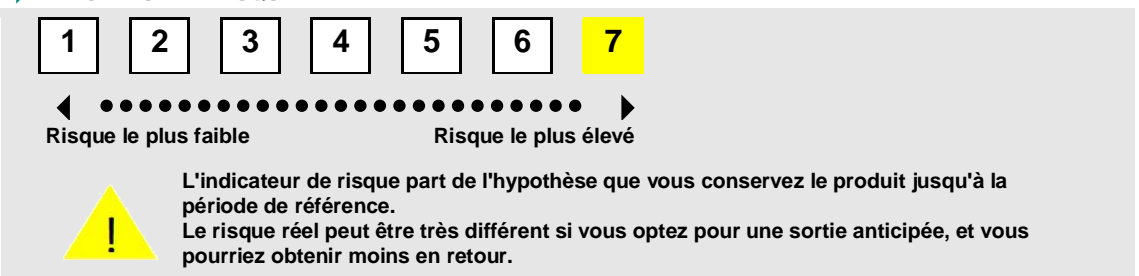 1 2 3 4 5 6 7
Risque le plus faible Risque le plus élevé
L'indicateur de risque part de l'hypothèse que vous conservez le produit jusqu'à la
période de référence.
Le risque réel peut être très différent si vous optez pour une sortie anticipée, et vous
pourriez obtenir moins en retour.
!